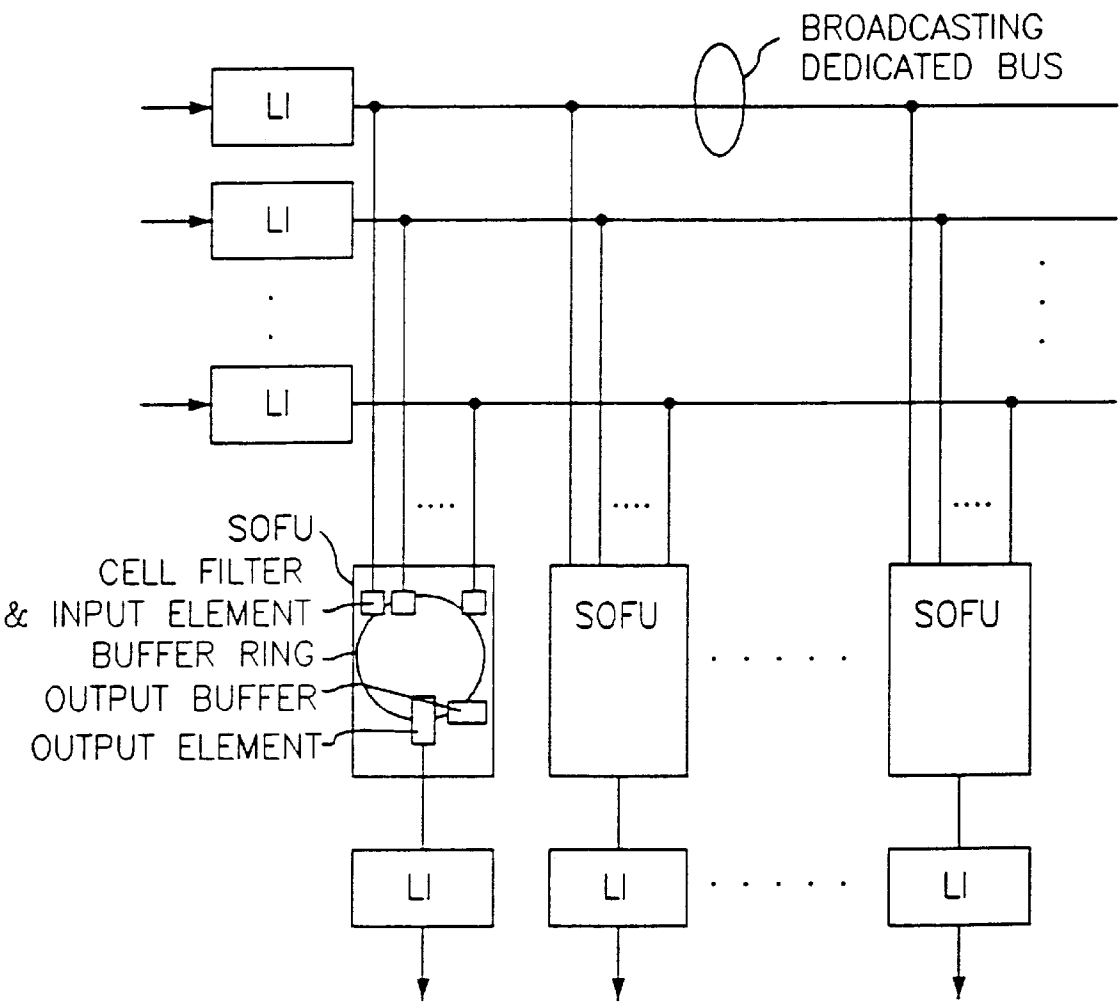 BROADCASTING
DEDICATED BUS
LI
LI
LI
SOFU
CELL FILTER
& INPUT ELEMENT
BUFFER RING
OUTPUT BUFFER
OUTPUT ELEMENT
SOFU
SOFU
LI
LI
LI